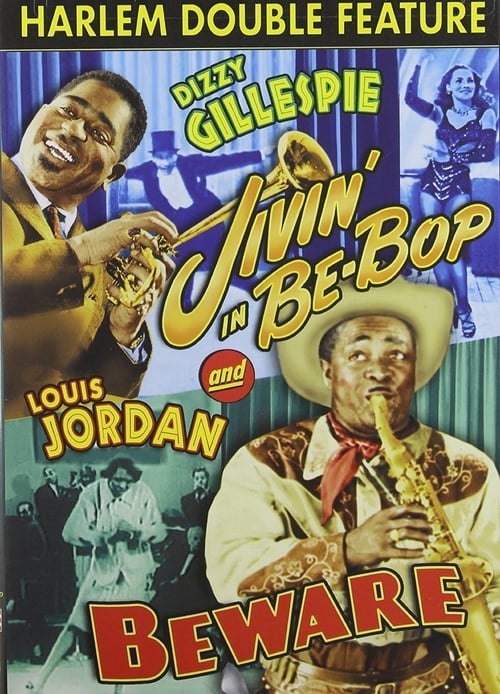 HARLEM DOUBLE FEATURE
DIZZY
GILLESPIE
JIVIN'
IN BE-BOP
and
LOUIS
JORDAN
BEWARE